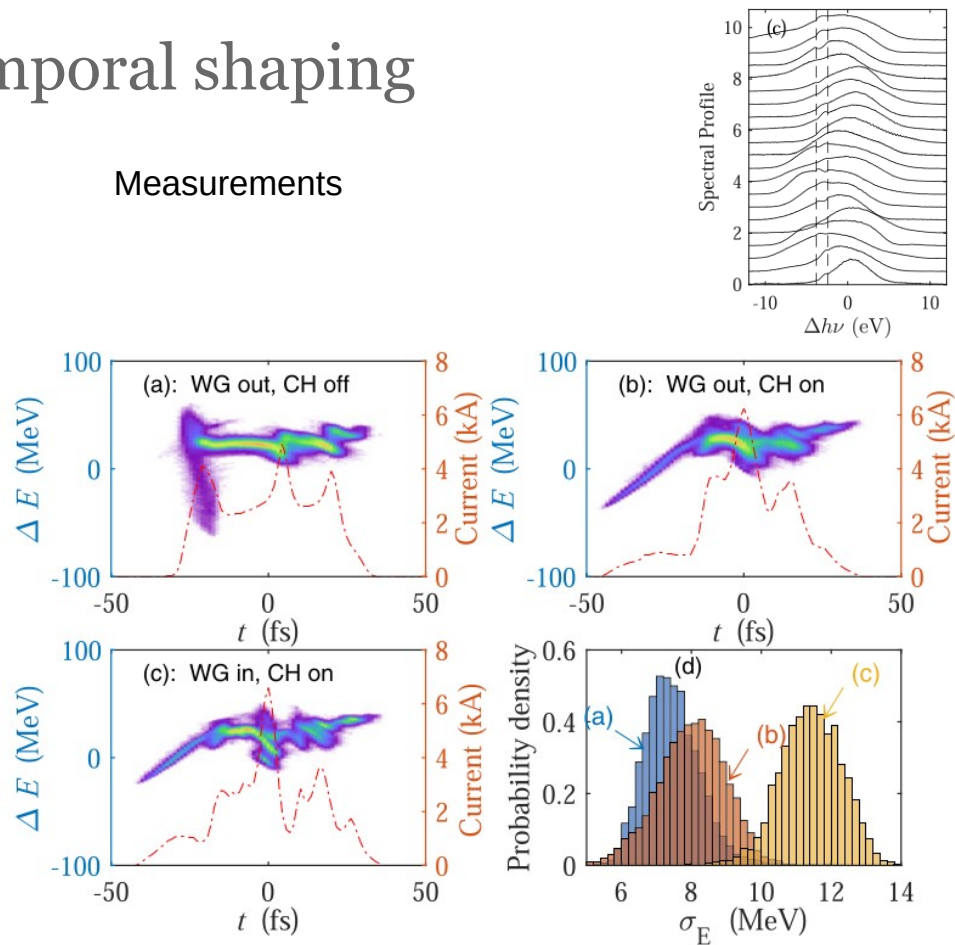 mporal shaping
Measurements
(c)
10
8
6
4
2
0
Spectral Profile
-10 0 10
Δhν (eV)
(a): WG out, CH off
100
0
-100
Δ E (MeV)
8
6
4
2
0
Current (kA)
-50 0 50
t (fs)
(b): WG out, CH on
100
0
-100
Δ E (MeV)
8
6
4
2
0
Current (kA)
-50 0 50
t (fs)
(c): WG in, CH on
100
0
-100
Δ E (MeV)
8
6
4
2
0
Current (kA)
-50 0 50
t (fs)
(d)
(a)
(b)
(c)
0.6
0.4
0.2
0
Probability density
6 8 10 12 14
σE (MeV)